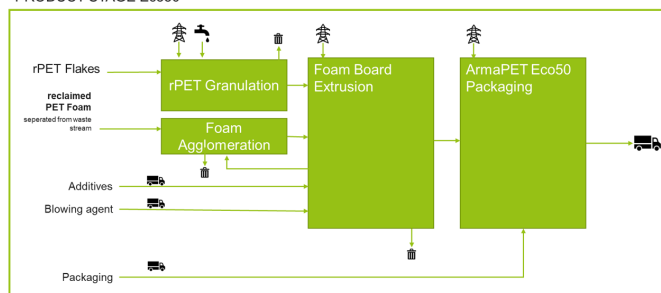 rPET Flakes
rPET Granulation
Foam Board
Extrusion
ArmaPET Eco50
Packaging
reclaimed
PET Foam
seperated from waste
stream
Foam
Agglomeration
Additives
Blowing agent
Packaging